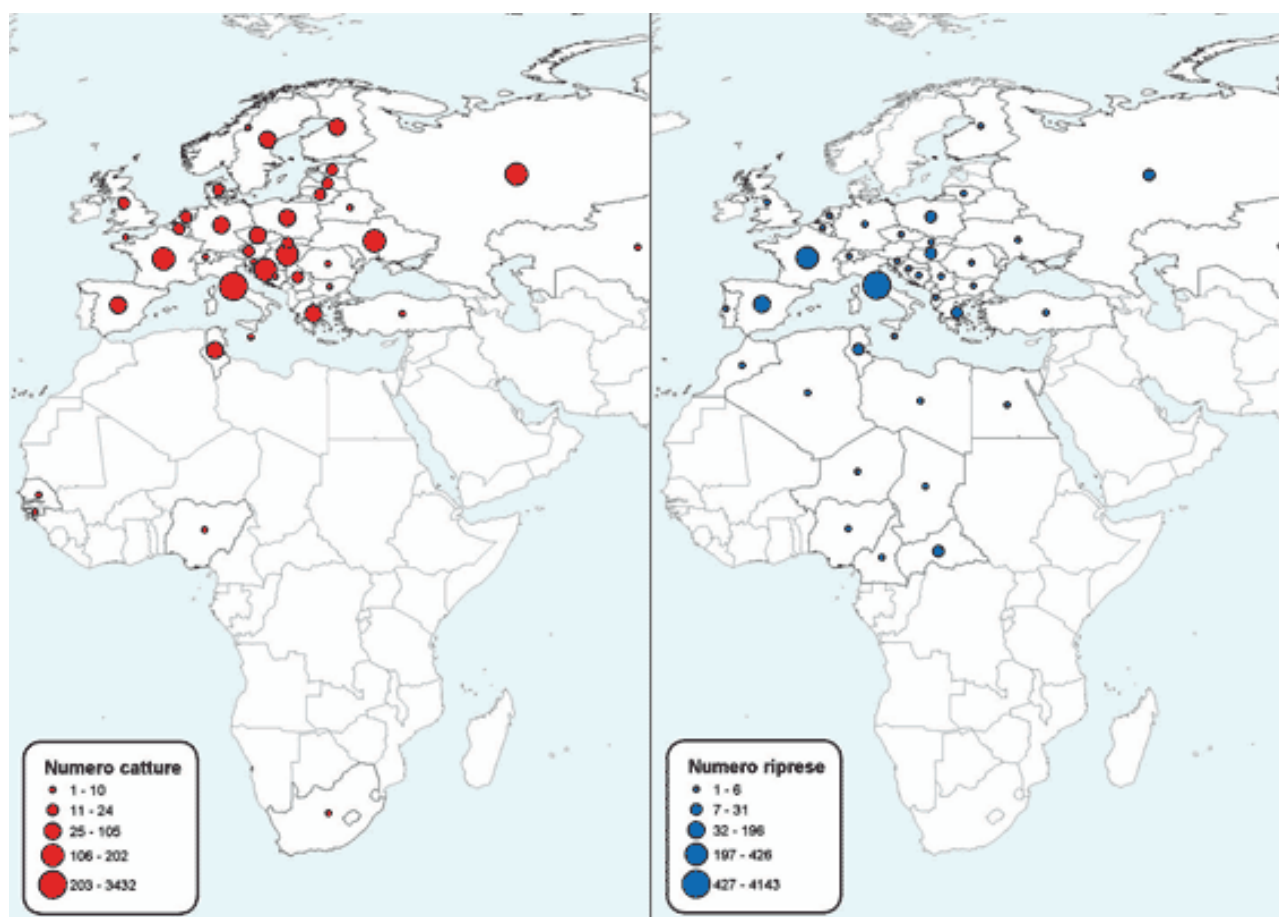 Numero catture
1 - 10
11 - 24
25 - 105
106 - 202
203 - 3432
Numero riprese
1 - 6
7 - 31
32 - 196
197 - 426
427 - 4143